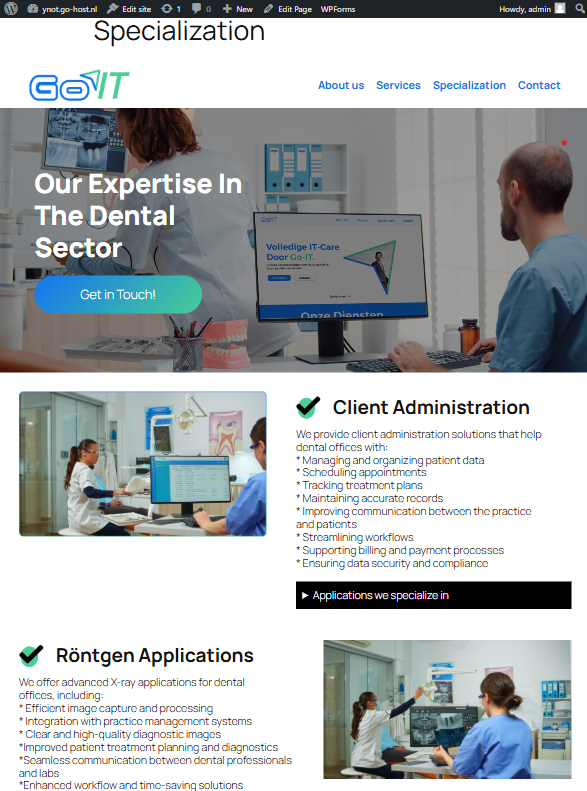 ynot.go-host.nl Edit site 1 0 New Edit Page WPForms Howdy, admin
Specialization
Go IT
About us Services Specialization Contact
Our Expertise In
The Dental
Sector
Get in Touch!
Volledige IT-Care
Door Go-IT.
Onze Diensten
Client Administration
We provide client administration solutions that help
dental offices with:
* Managing and organizing patient data
* Scheduling appointments
* Tracking treatment plans
* Maintaining accurate records
* Improving communication between the practice
and patients
* Streamlining workflows
* Supporting billing and payment processes
* Ensuring data security and compliance
▶ Applications we specialize in
Röntgen Applications
We offer advanced X-ray applications for dental
offices, including:
* Efficient image capture and processing
* Integration with practice management systems
* Clear and high-quality diagnostic images
*Improved patient treatment planning and diagnostics
*Seamless communication between dental professionals
and labs
*Enhanced workflow and time-saving solutions